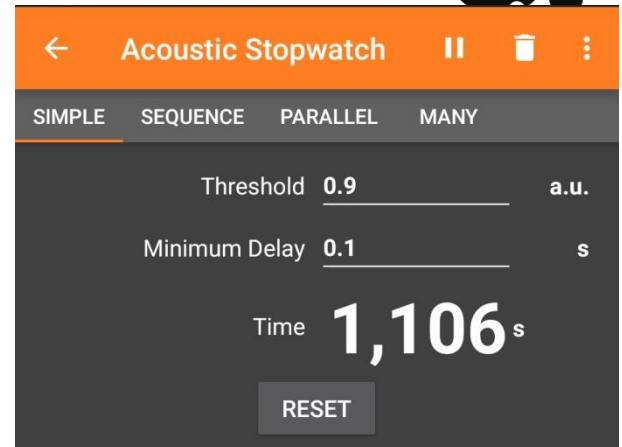 Acoustic Stopwatch
SIMPLE SEQUENCE PARALLEL MANY
Threshold 0.9 a.u.
Minimum Delay 0.1 s
Time 1,106 s
RESET